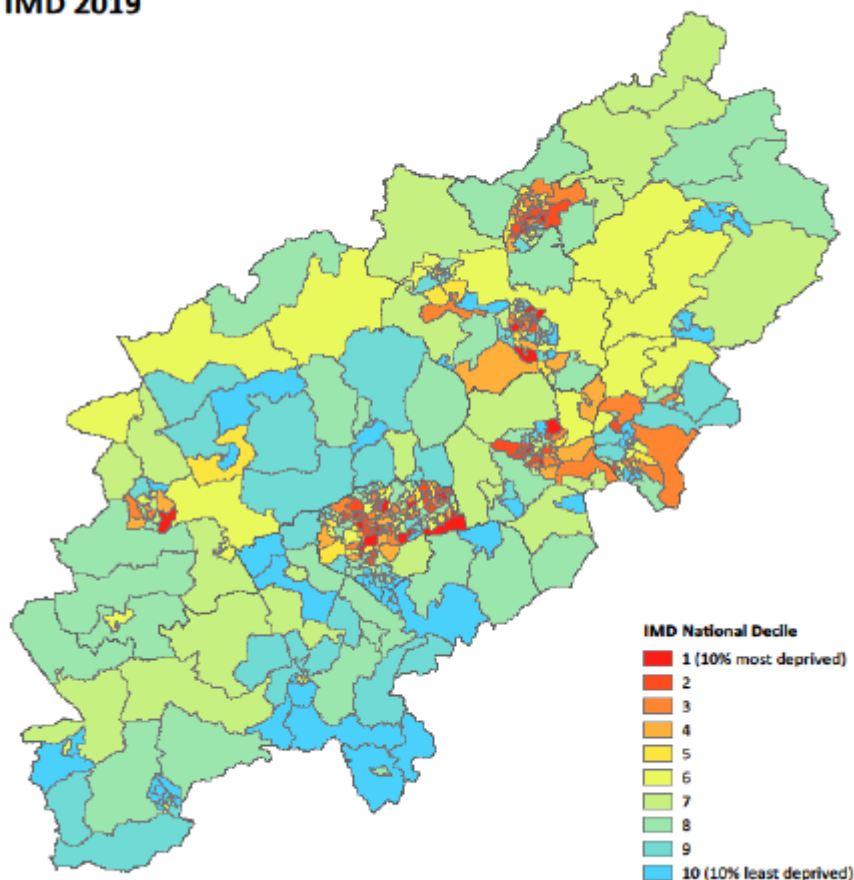 IMD 2019
IMD National Decile
1 (10% most deprived)
2
3
4
5
6
7
8
9
10 (10% least deprived)